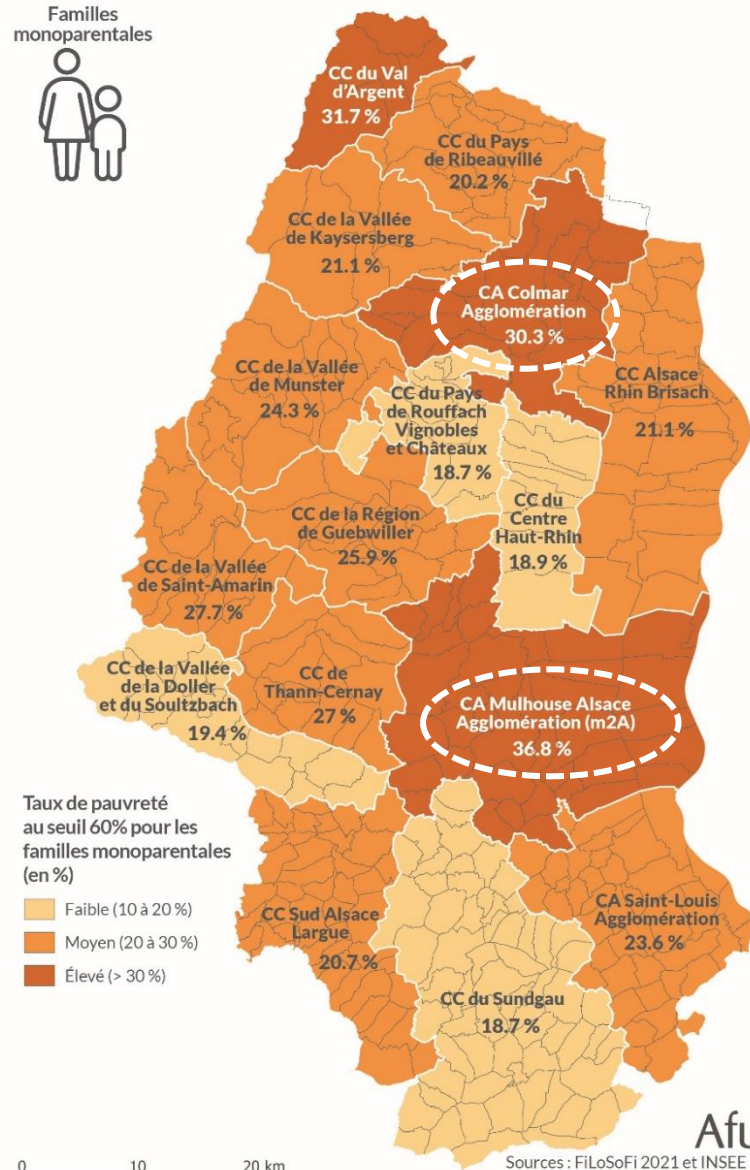 Familles
monoparentales
CC du Val
d'Argent
31.7 %
CC du Pays
de Ribeauvillé
20.2 %
CC de la Vallée
de Kaysersberg
21.1 %
CA Colmar
Agglomération
30.3 %
CC de la Vallée
de Munster
24.3 %
CC du Pays
de Rouffach
Vignobles
et Châteaux
18.7 %
CC Alsace
Rhin Brisach
21.1 %
CC de la Région
de Guebwiller
25.9 %
CC du
Centre
Haut-Rhin
18.9 %
CC de la Vallée
de Saint-Amarin
27.7 %
CC de la Vallée
de la Doller
et du Soultzbach
19.4 %
CC de
Thann-Cernay
27 %
CA Mulhouse Alsace
Agglomération (m2A)
36.8 %
Taux de pauvreté
au seuil 60% pour les
familles monoparentales
(en %)
Faible (10 à 20 %)
Moyen (20 à 30 %)
Élevé (> 30 %)
CC Sud Alsace
Largue
20.7 %
CA Saint-Louis
Agglomération
23.6 %
CC du Sundgau
18.7 %
Afu
0 10 20 km
Sources : FiLoSoFi 2021 et INSEE